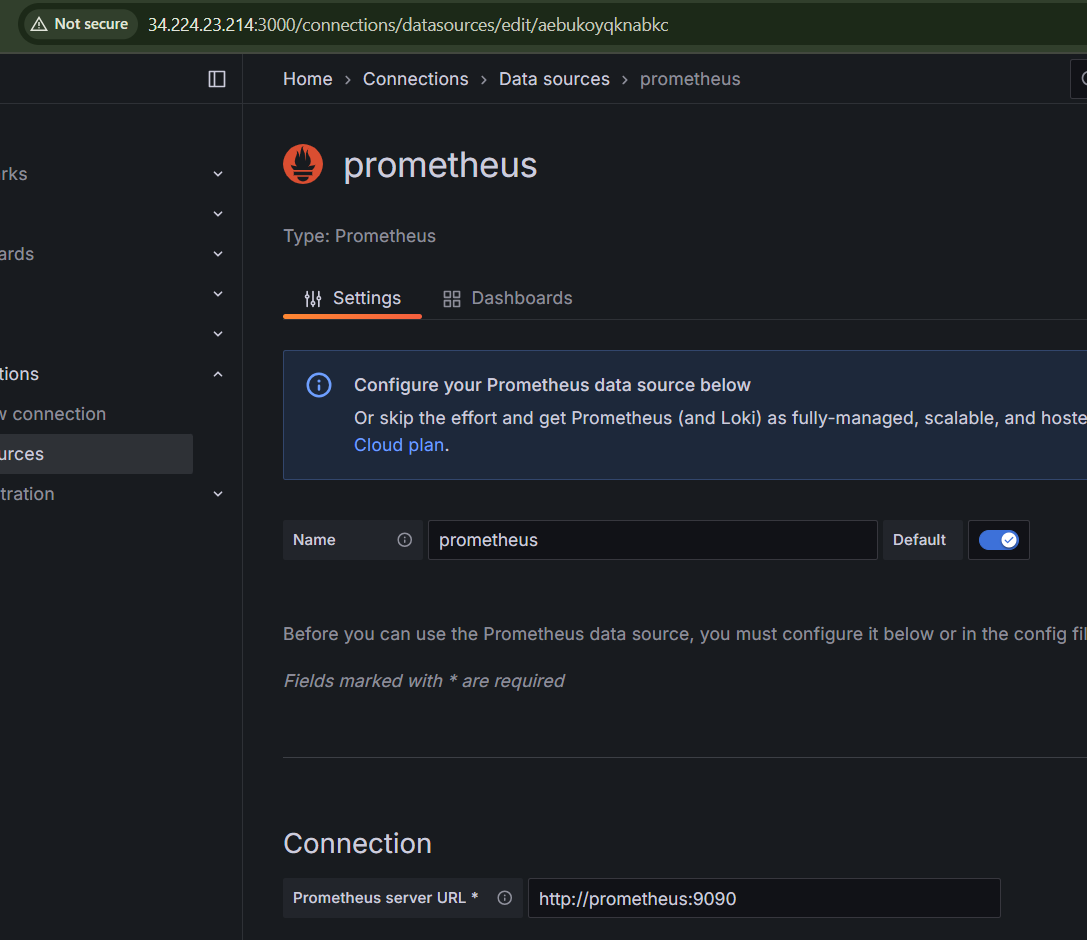 Not secure 34.224.23.214:3000/connections/datasources/edit/aebukoyqknabkc
Home › Connections › Data sources › prometheus
rks
prometheus
ards
Type: Prometheus
Settings Dashboards
tions
Configure your Prometheus data source below
w connection
Or skip the effort and get Prometheus (and Loki) as fully-managed, scalable, and hoste
Cloud plan.
urces
tration
Name prometheus Default
Before you can use the Prometheus data source, you must configure it below or in the config fil
Fields marked with * are required
Connection
Prometheus server URL * http://prometheus:9090